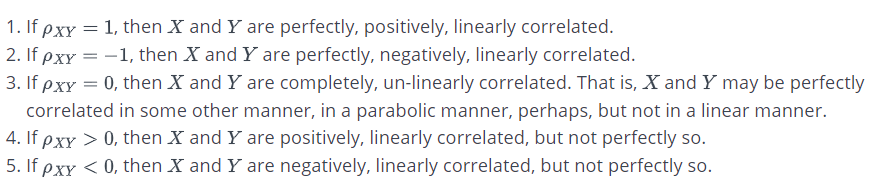 1. If ρXY = 1, then X and Y are perfectly, positively, linearly correlated.
2. If ρXY = −1, then X and Y are perfectly, negatively, linearly correlated.
3. If ρXY = 0, then X and Y are completely, un-linearly correlated. That is, X and Y may be perfectly
correlated in some other manner, in a parabolic manner, perhaps, but not in a linear manner.
4. If ρXY > 0, then X and Y are positively, linearly correlated, but not perfectly so.
5. If ρXY < 0, then X and Y are negatively, linearly correlated, but not perfectly so.